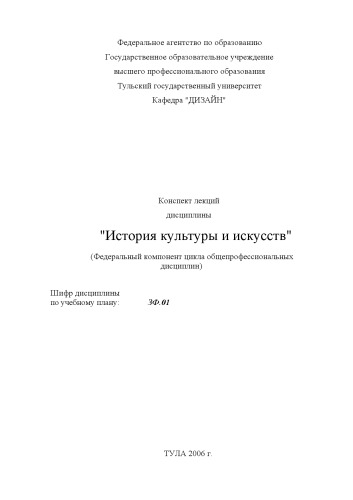 Федеральное агентство по образованию
Государственное образовательное учреждение
высшего профессионального образования
Тульский государственный университет
Кафедра "ДИЗАЙН"
Конспект лекций
дисциплины
"История культуры и искусств"
(Федеральный компонент цикла общепрофессиональных
дисциплин)
Шифр дисциплины
по учебному плану: ЗФ.01
ТУЛА 2006 г.